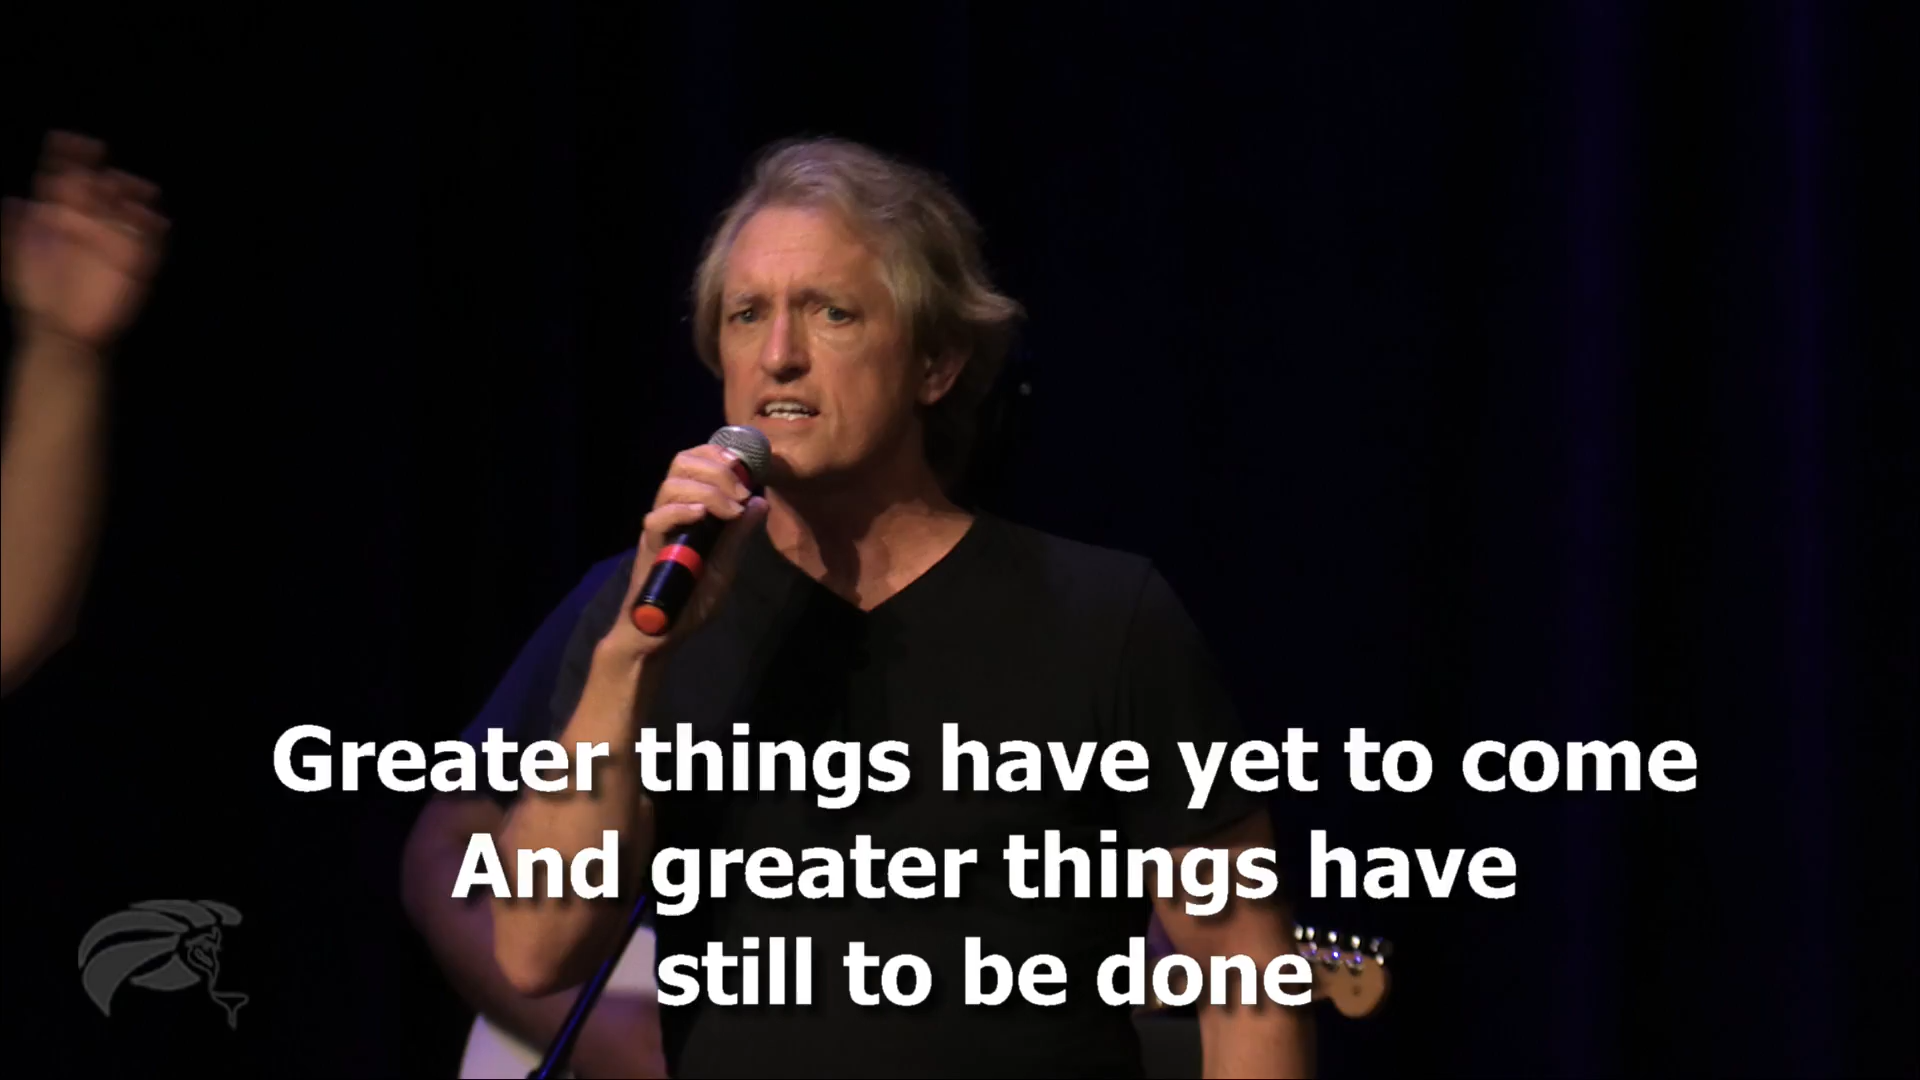 Greater things have yet to come
And greater things have
still to be done